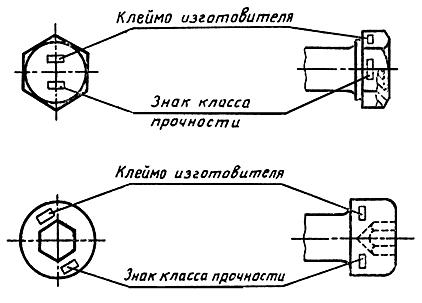 Клеймо изготовителя
Знак класса
прочности
Клеймо изготовителя
Знак класса прочности